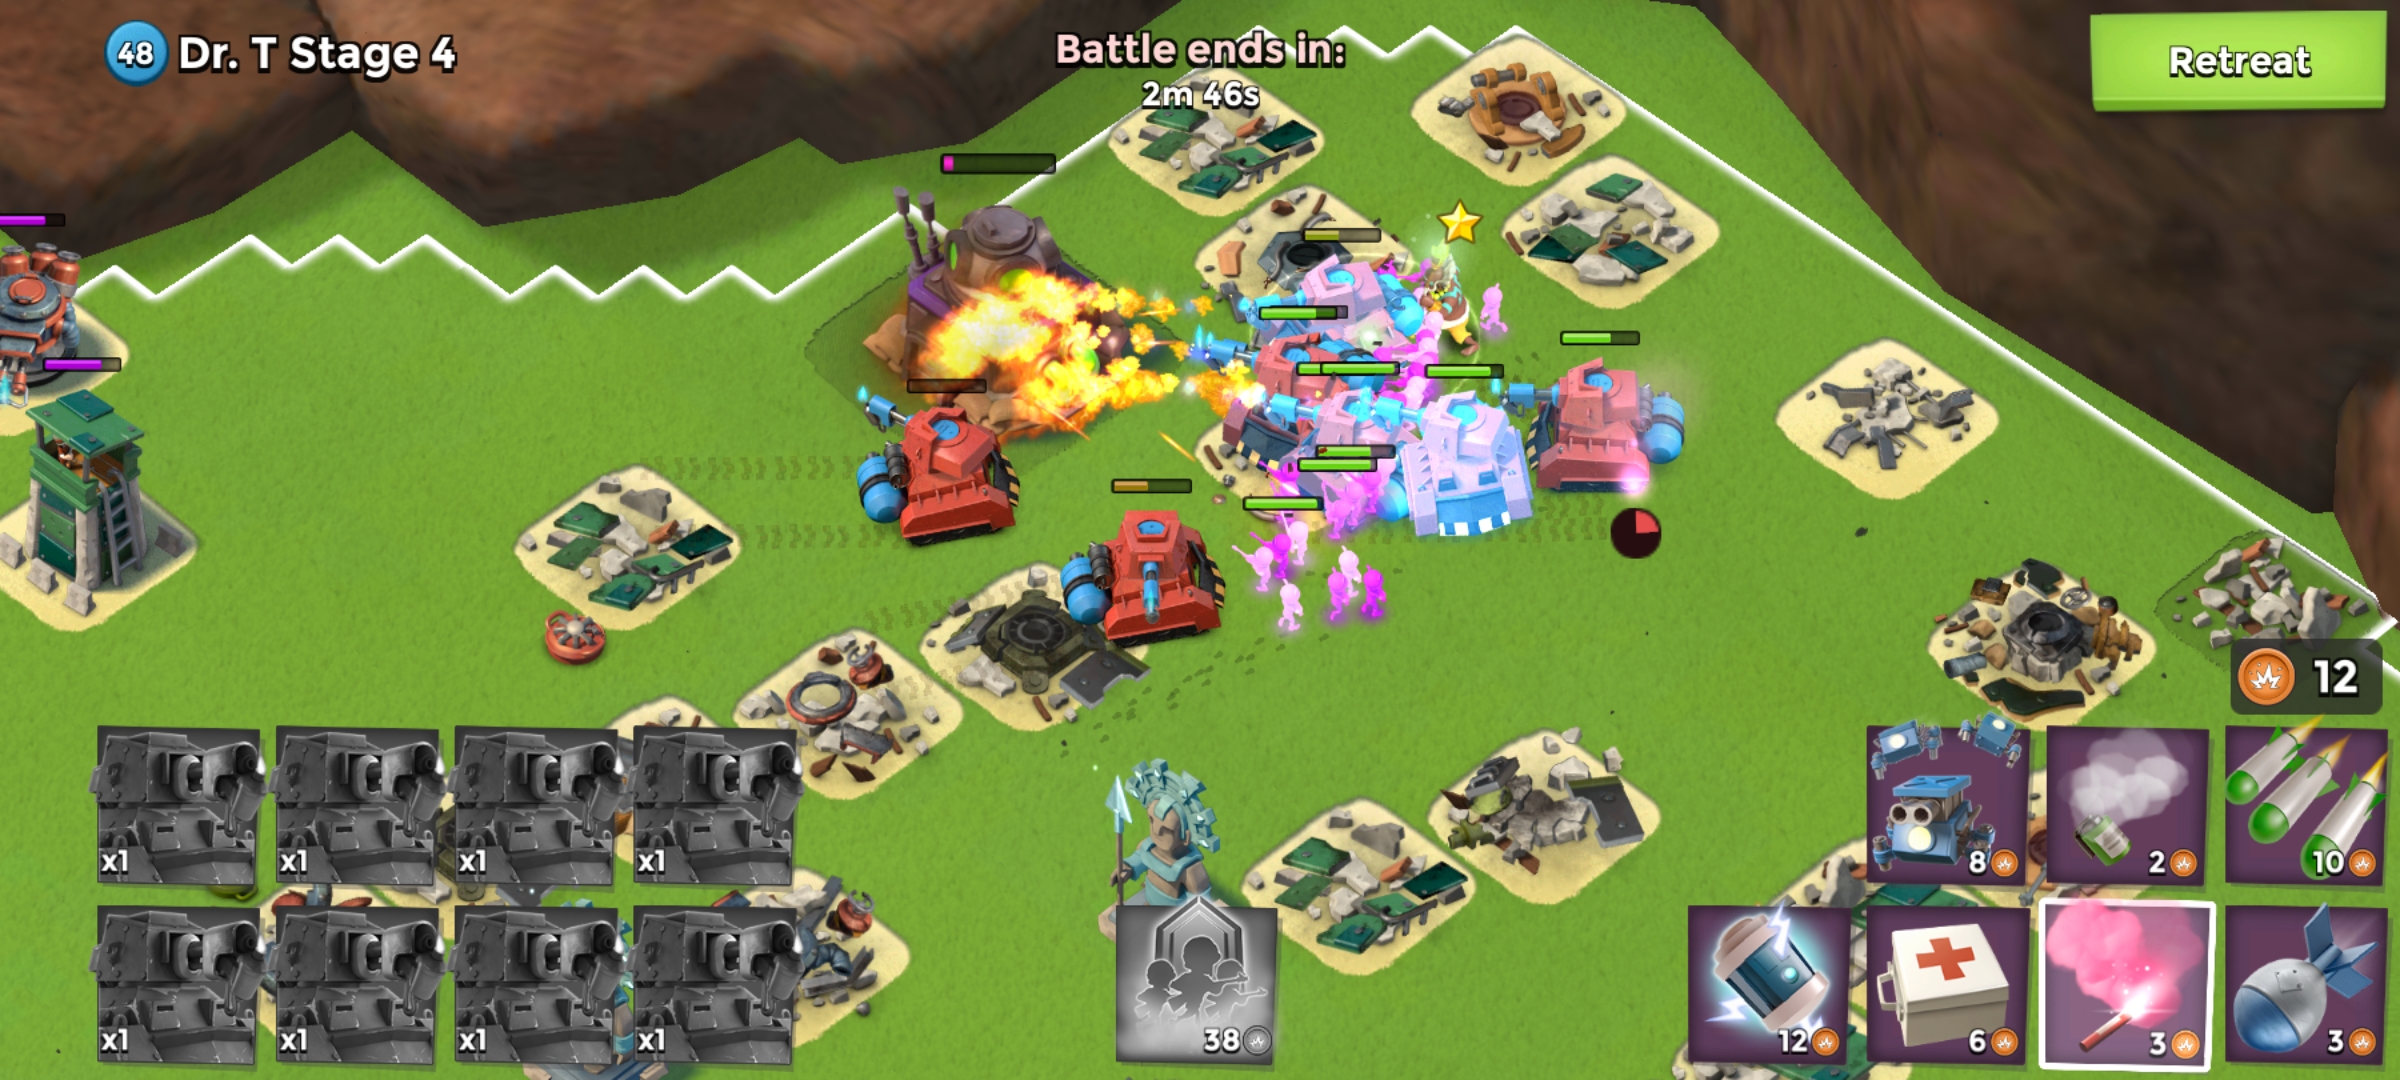 48 Dr. T Stage 4
Battle ends in:
2m 46s
Retreat
12
x1 x1 x1 x1
8 2 10
x1 x1 x1 x1
38
12 6 3 3